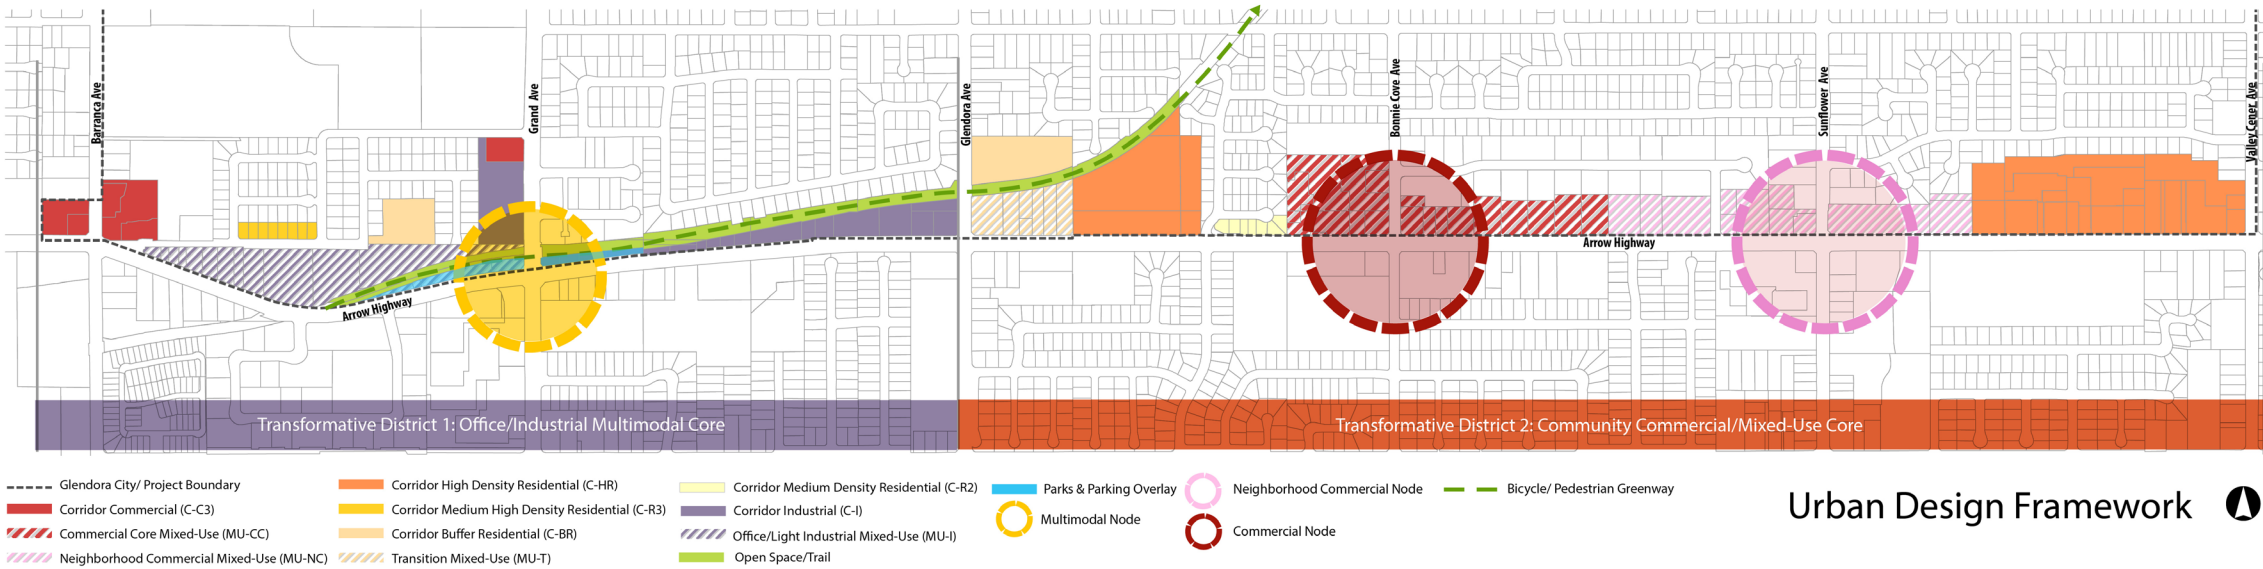 Barranca Ave
Grand Ave
Glendora Ave
Bonnie Cove Ave
Sunflower Ave
Valley Cener Ave
Arrow Highway
Arrow Highway
Transformative District 1: Office/Industrial Multimodal Core
Transformative District 2: Community Commercial/Mixed-Use Core
Glendora City/ Project Boundary
Corridor Commercial (C-C3)
Commercial Core Mixed-Use (MU-CC)
Neighborhood Commercial Mixed-Use (MU-NC)
Corridor High Density Residential (C-HR)
Corridor Medium High Density Residential (C-R3)
Corridor Buffer Residential (C-BR)
Transition Mixed-Use (MU-T)
Corridor Medium Density Residential (C-R2)
Corridor Industrial (C-I)
Office/Light Industrial Mixed-Use (MU-I)
Open Space/Trail
Parks & Parking Overlay
Multimodal Node
Neighborhood Commercial Node
Commercial Node
Bicycle/ Pedestrian Greenway
Urban Design Framework